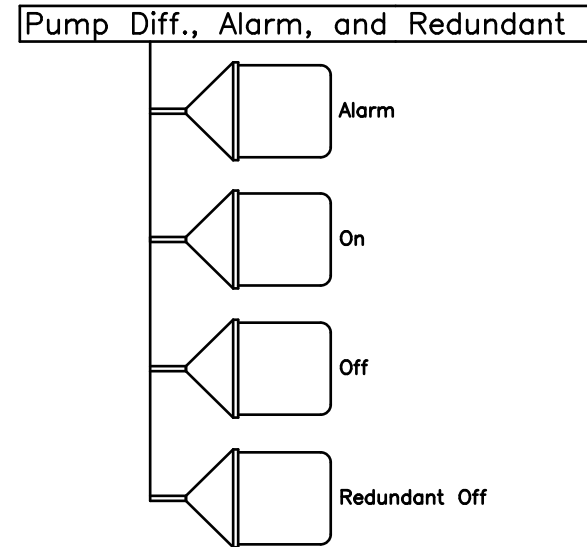 Pump Diff., Alarm, and Redundant
Alarm
On
Off
Redundant Off